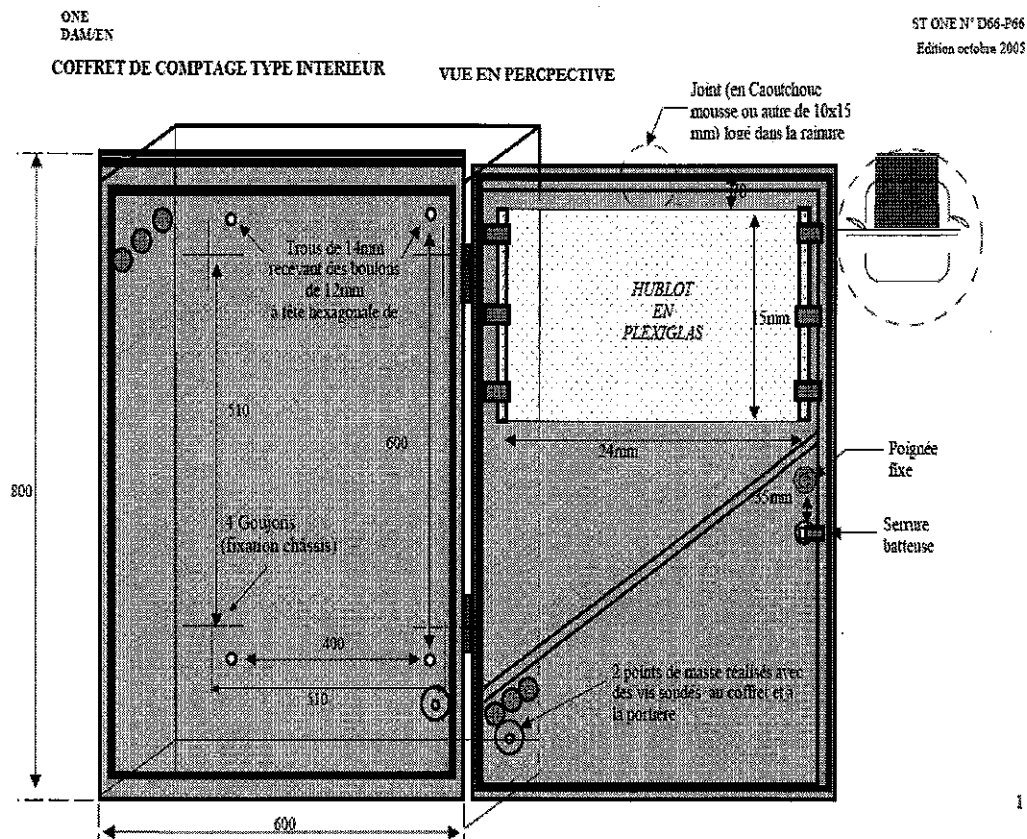 ONE
DAM/EN
ST ONE N° D66-P66
Edition octobre 2005
COFFRET DE COMPTAGE TYPE INTERIEUR
VUE EN PERCPECTIVE
Joint (en Caoutchouc
mousse ou autre de 10x15
mm) logé dans la rainure
Trous de 14mm
recevant des boulons
de 12mm
à tête hexagonale de
HUBLOT
EN
PLEXIGLAS
15mm
510
600
24mm
Poignée
fixe
35mm
800
4 Goujons
(fixation châssis)
Serrure
batteuse
400
510
2 points de masse réalisés avec
des vis soudés au coffret et à
la portière
600
1